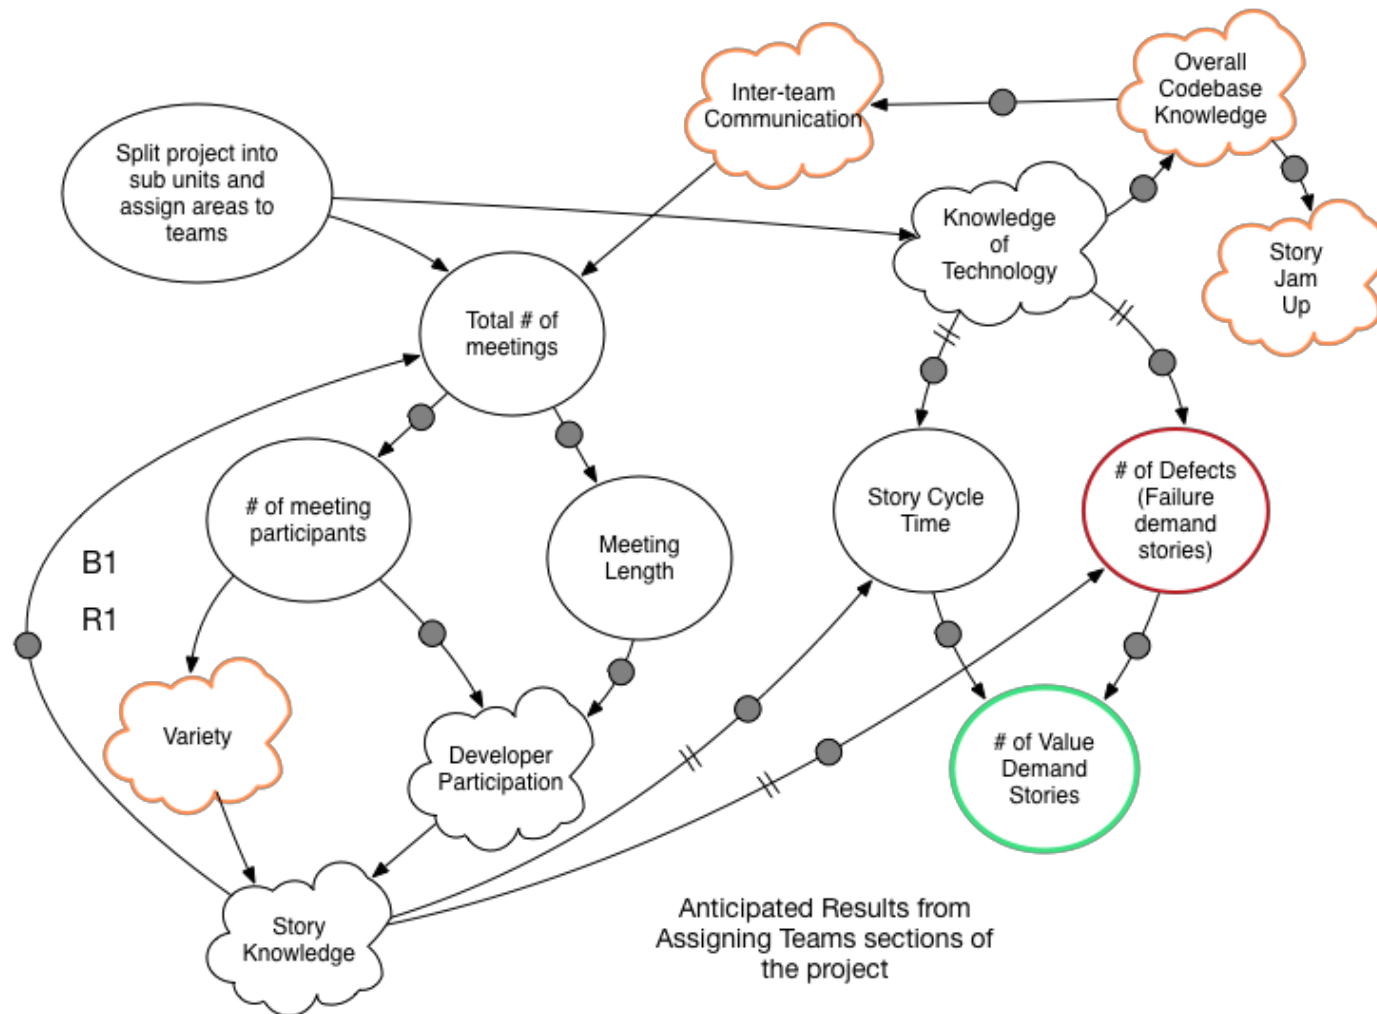 Overall
Codebase
Knowledge
Inter-team
Communication
Split project into
sub units and
assign areas to
teams
Knowledge
of
Technology
Story
Jam
Up
Total # of
meetings
# of meeting
participants
Meeting
Length
Story Cycle
Time
# of Defects
(Failure
demand
stories)
B1
R1
Variety
Developer
Participation
# of Value
Demand
Stories
Story
Knowledge
Anticipated Results from
Assigning Teams sections of
the project